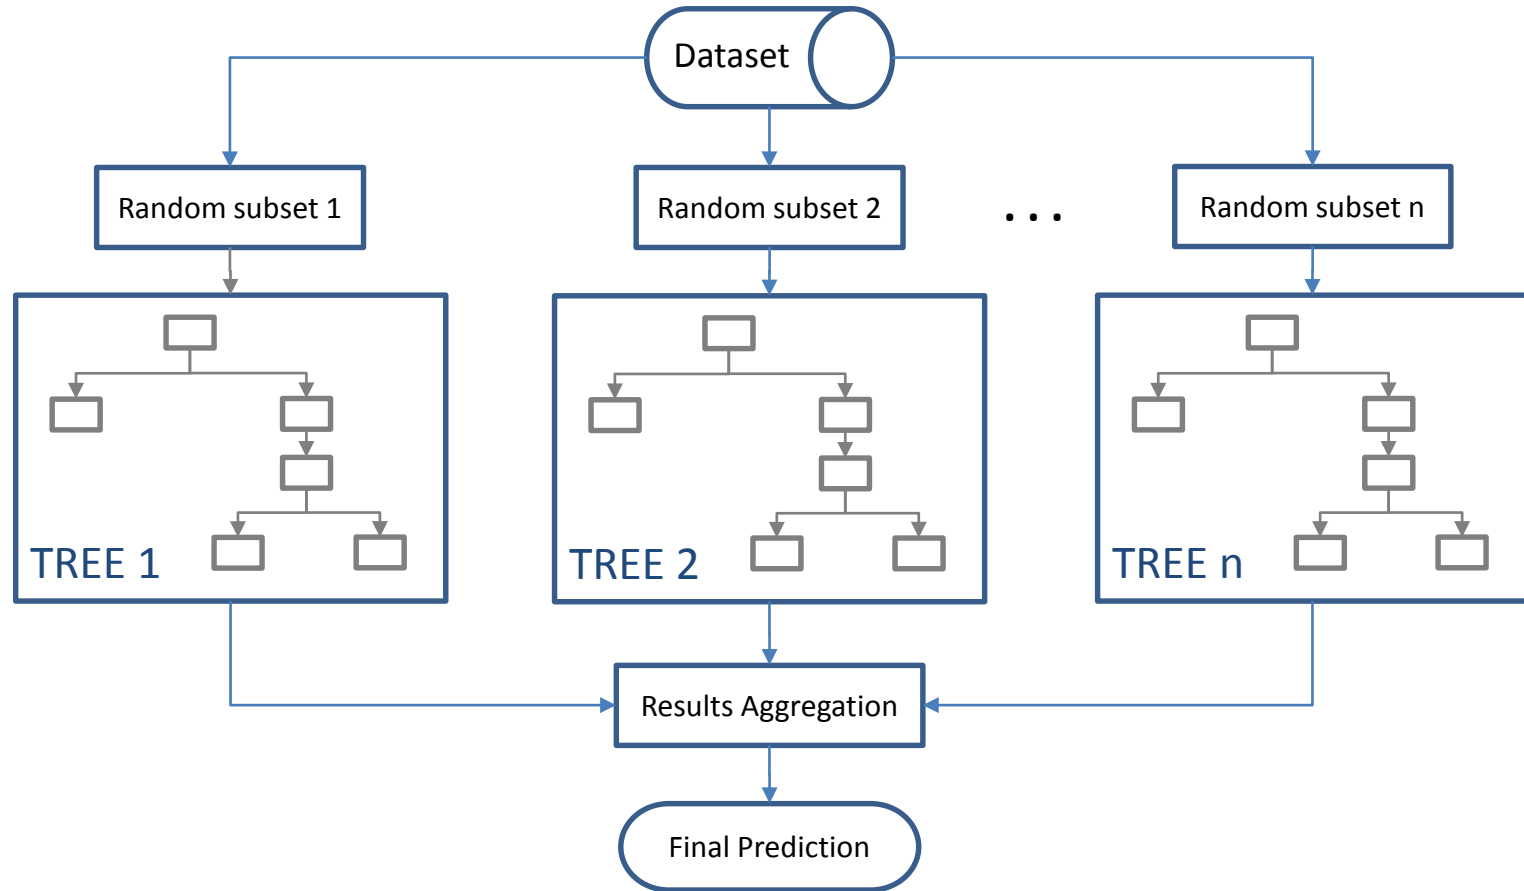 Dataset
Random subset 1
Random subset 2
. . .
Random subset n
TREE 1
TREE 2
TREE n
Results Aggregation
Final Prediction